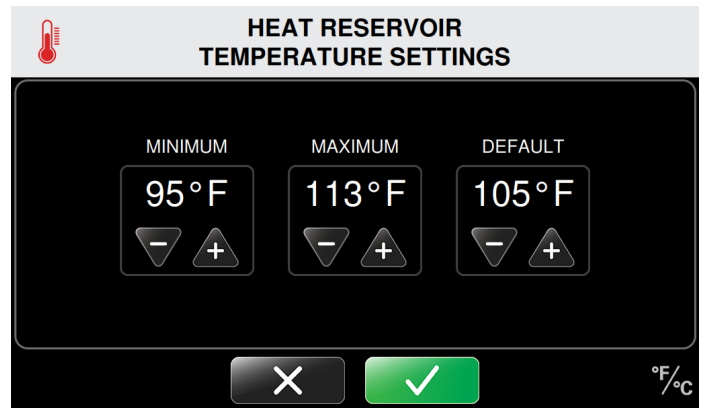 HEAT RESERVOIR
TEMPERATURE SETTINGS
MINIMUM MAXIMUM DEFAULT
95°F 113°F 105°F
− + − + − +
°F/°C